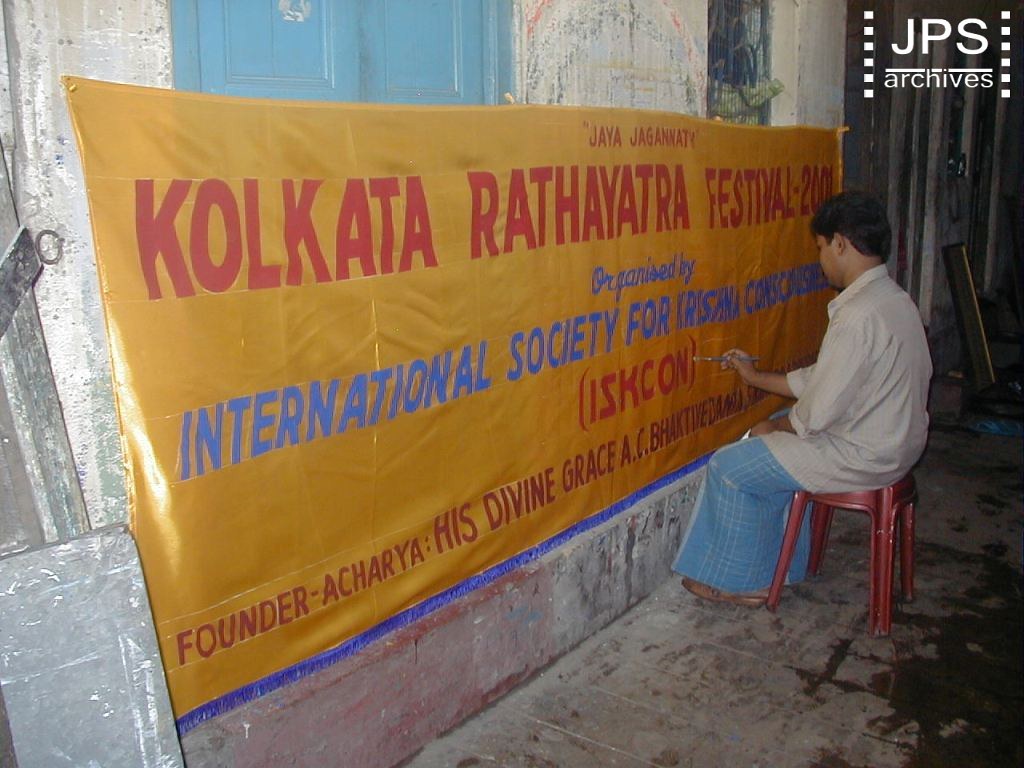 JPS
archives
"JAYA JAGANNATH"
KOLKATA RATHAYATRA FESTIVAL-2001
Organised by
INTERNATIONAL SOCIETY FOR KRISHNA CONSCIOUSNESS
(ISKCON)
FOUNDER-ACHARYA: HIS DIVINE GRACE A.C. BHAKTIVEDANTA